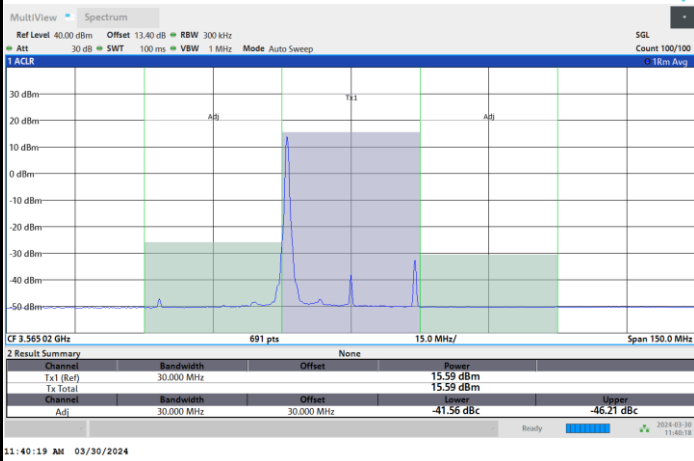 MultiView Spectrum
Ref Level 40.00 dBm Offset 13.40 dB RBW 300 kHz SGL
Att 30 dB SWT 100 ms VBW 1 MHz Mode Auto Sweep Count 100/100
1 ACLR 1Rm Avg
30 dBm
Tx1
20 dBm
Adj Adj
10 dBm
0 dBm
-10 dBm
-20 dBm
-30 dBm
-40 dBm
-50 dBm
CF 3.565 02 GHz 691 pts 15.0 MHz/ Span 150.0 MHz
2 Result Summary None
Channel Bandwidth Offset Power
Tx1 (Ref) 30.000 MHz 15.59 dBm
Tx Total 15.59 dBm
Channel Bandwidth Offset Lower Upper
Adj 30.000 MHz 30.000 MHz -41.56 dBc -46.21 dBc
Ready 2024-03-30
11:40:18
11:40:19 AM 03/30/2024